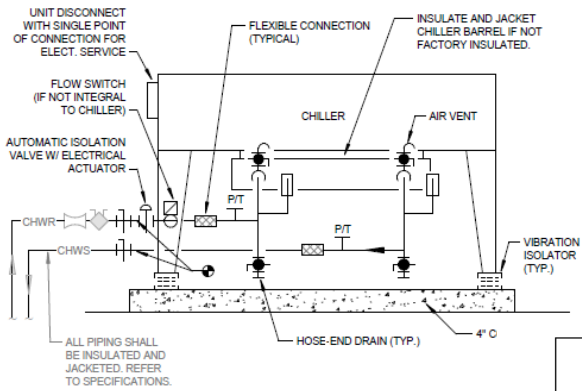 UNIT DISCONNECT
WITH SINGLE POINT
OF CONNECTION FOR
ELECT. SERVICE
FLEXIBLE CONNECTION
(TYPICAL)
INSULATE AND JACKET
CHILLER BARREL IF NOT
FACTORY INSULATED.
FLOW SWITCH
(IF NOT INTEGRAL
TO CHILLER)
CHILLER
AIR VENT
AUTOMATIC ISOLATION
VALVE W/ ELECTRICAL
ACTUATOR
P/T
CHWR
P/T
CHWS
VIBRATION
ISOLATOR
(TYP.)
HOSE-END DRAIN (TYP.)
4" C
ALL PIPING SHALL
BE INSULATED AND
JACKETED. REFER
TO SPECIFICATIONS.